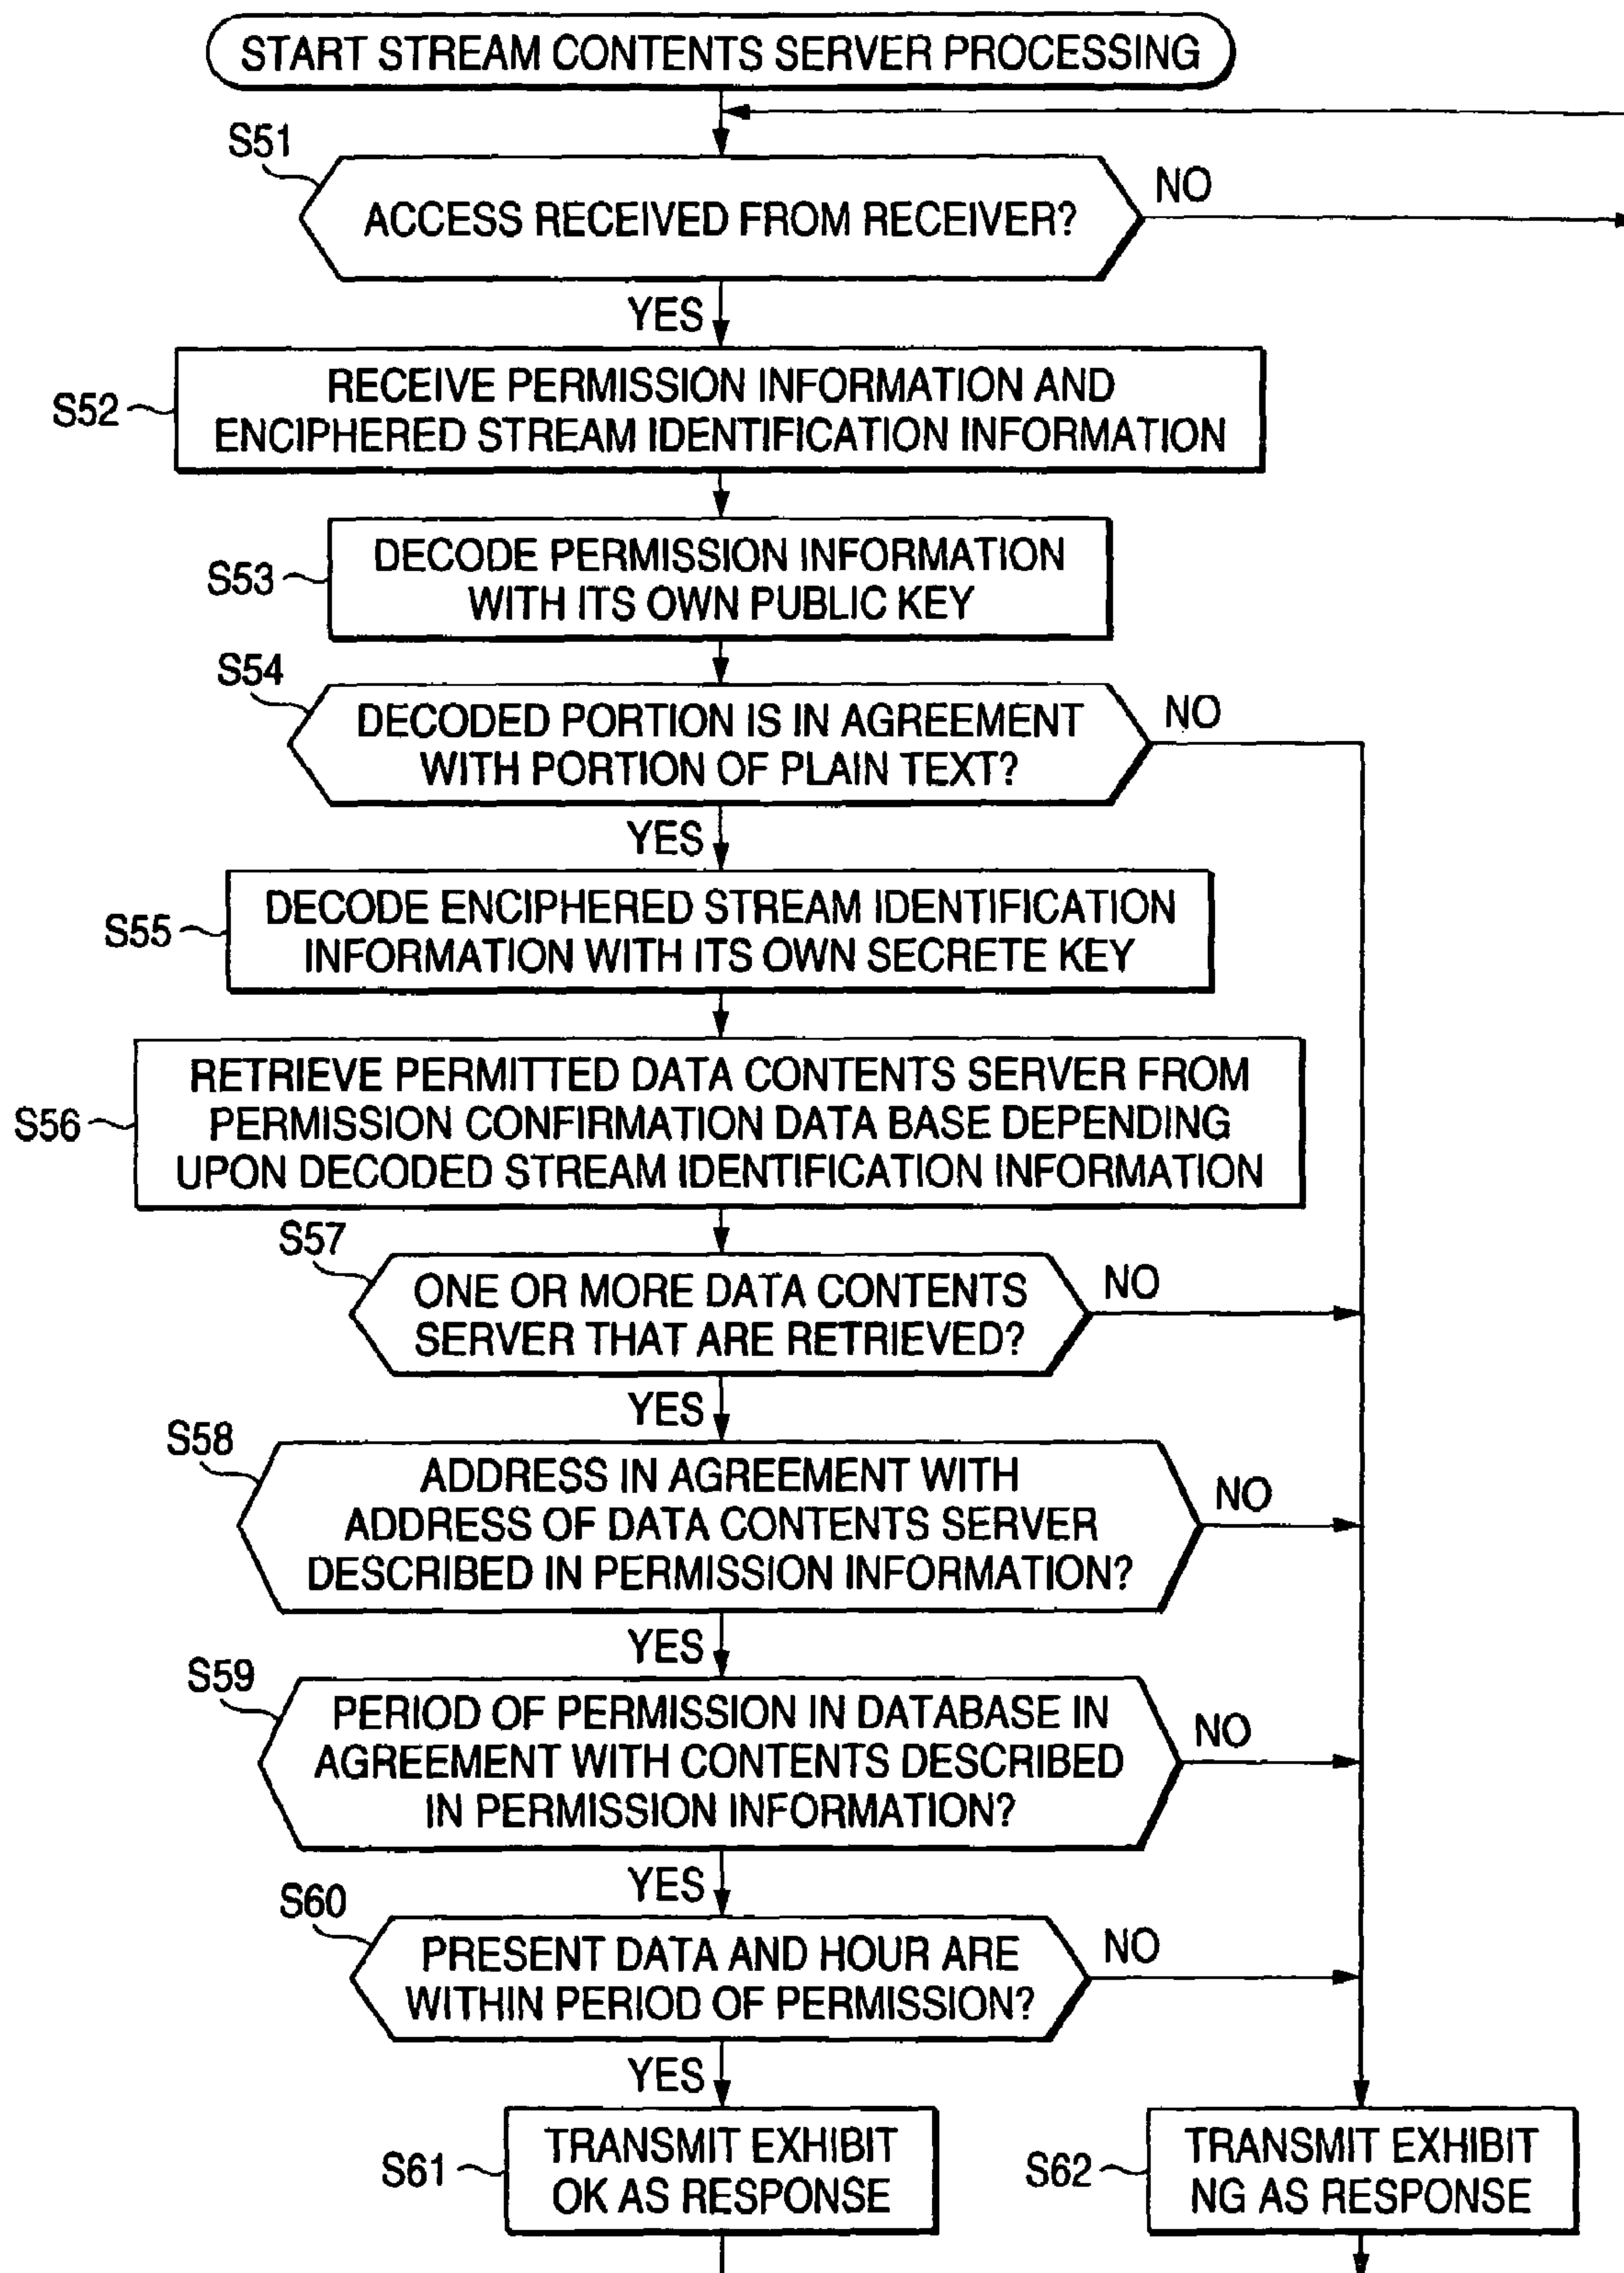 START STREAM CONTENTS SERVER PROCESSING
S51
ACCESS RECEIVED FROM RECEIVER?
NO
YES
S52
RECEIVE PERMISSION INFORMATION AND
ENCIPHERED STREAM IDENTIFICATION INFORMATION
S53
DECODE PERMISSION INFORMATION
WITH ITS OWN PUBLIC KEY
S54
DECODED PORTION IS IN AGREEMENT
WITH PORTION OF PLAIN TEXT?
NO
YES
S55
DECODE ENCIPHERED STREAM IDENTIFICATION
INFORMATION WITH ITS OWN SECRETE KEY
S56
RETRIEVE PERMITTED DATA CONTENTS SERVER FROM
PERMISSION CONFIRMATION DATA BASE DEPENDING
UPON DECODED STREAM IDENTIFICATION INFORMATION
S57
ONE OR MORE DATA CONTENTS
SERVER THAT ARE RETRIEVED?
NO
YES
S58
ADDRESS IN AGREEMENT WITH
ADDRESS OF DATA CONTENTS SERVER
DESCRIBED IN PERMISSION INFORMATION?
NO
YES
S59
PERIOD OF PERMISSION IN DATABASE IN
AGREEMENT WITH CONTENTS DESCRIBED
IN PERMISSION INFORMATION?
NO
YES
S60
PRESENT DATA AND HOUR ARE
WITHIN PERIOD OF PERMISSION?
NO
YES
S61
TRANSMIT EXHIBIT
OK AS RESPONSE
S62
TRANSMIT EXHIBIT
NG AS RESPONSE